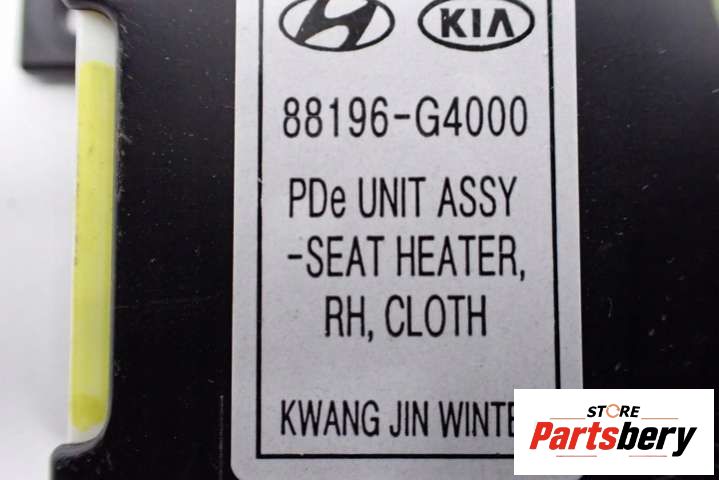 KIA
88196-G4000
PDe UNIT ASSY
-SEAT HEATER,
RH, CLOTH
KWANG JIN WINTE
STORE
Partsbery